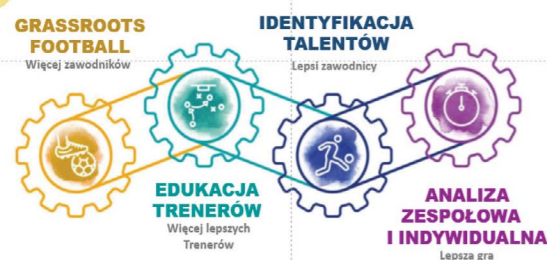 GRASSROOTS
FOOTBALL
Więcej zawodników
IDENTYFIKACJA
TALENTÓW
Lepsi zawodnicy
EDUKACJA
TRENERÓW
Więcej lepszych
Trenerów
ANALIZA
ZESPOŁOWA
I INDYWIDUALNA
Lepsza gra